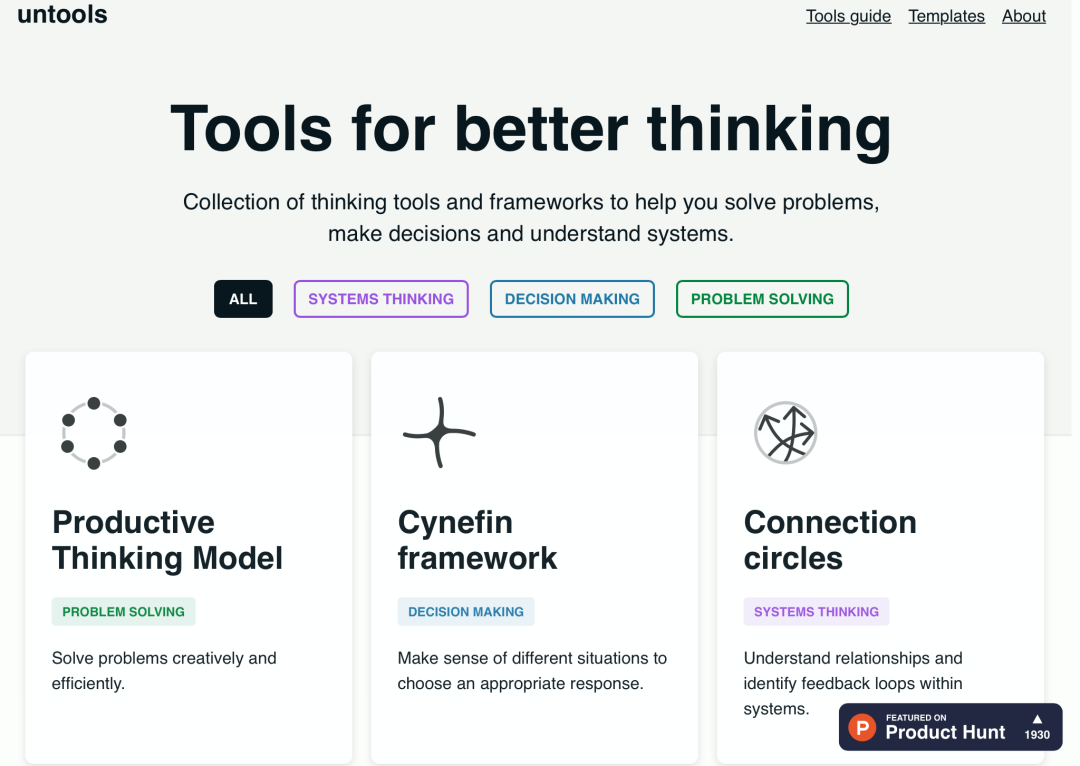 untools
Tools guide Templates About
Tools for better thinking
Collection of thinking tools and frameworks to help you solve problems,
make decisions and understand systems.
ALL SYSTEMS THINKING DECISION MAKING PROBLEM SOLVING
Productive
Thinking Model
PROBLEM SOLVING
Solve problems creatively and
efficiently.
Cynefin
framework
DECISION MAKING
Make sense of different situations to
choose an appropriate response.
Connection
circles
SYSTEMS THINKING
Understand relationships and
identify feedback loops within
systems.
P
FEATURED ON
Product Hunt
▲
1930